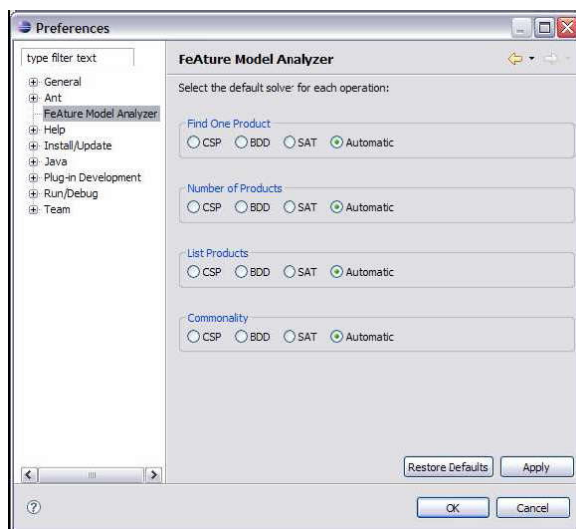 Preferences
type filter text
General
Ant
FeAture Model Analyzer
Help
Install/Update
Java
Plug-in Development
Run/Debug
Team
FeAture Model Analyzer
Select the default solver for each operation:
Find One Product
CSP BDD SAT Automatic
Number of Products
CSP BDD SAT Automatic
List Products
CSP BDD SAT Automatic
Commonality
CSP BDD SAT Automatic
Restore Defaults Apply
OK Cancel